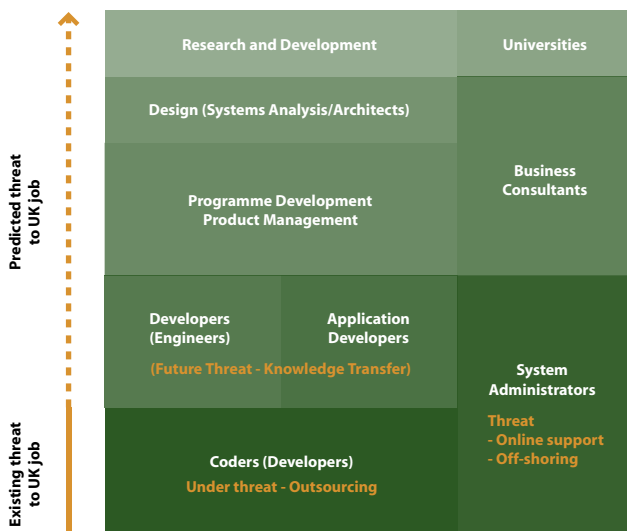 Research and Development
Universities
Design (Systems Analysis/Architects)
Business
Consultants
Programme Development
Product Management
Predicted threat
to UK job
Developers
(Engineers)
Application
Developers
(Future Threat - Knowledge Transfer)
System
Administrators
Threat
- Online support
- Off-shoring
Existing threat
to UK job
Coders (Developers)
Under threat - Outsourcing